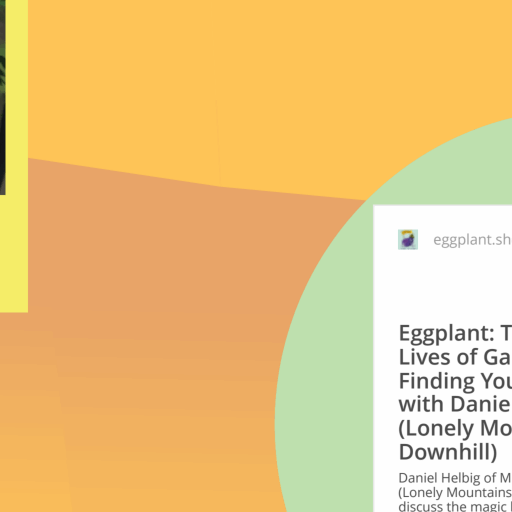 eggplant.sh
Eggplant: T
Lives of Ga
Finding You
with Danie
(Lonely Mo
Downhill)
Daniel Helbig of M
(Lonely Mountains
discuss the magic